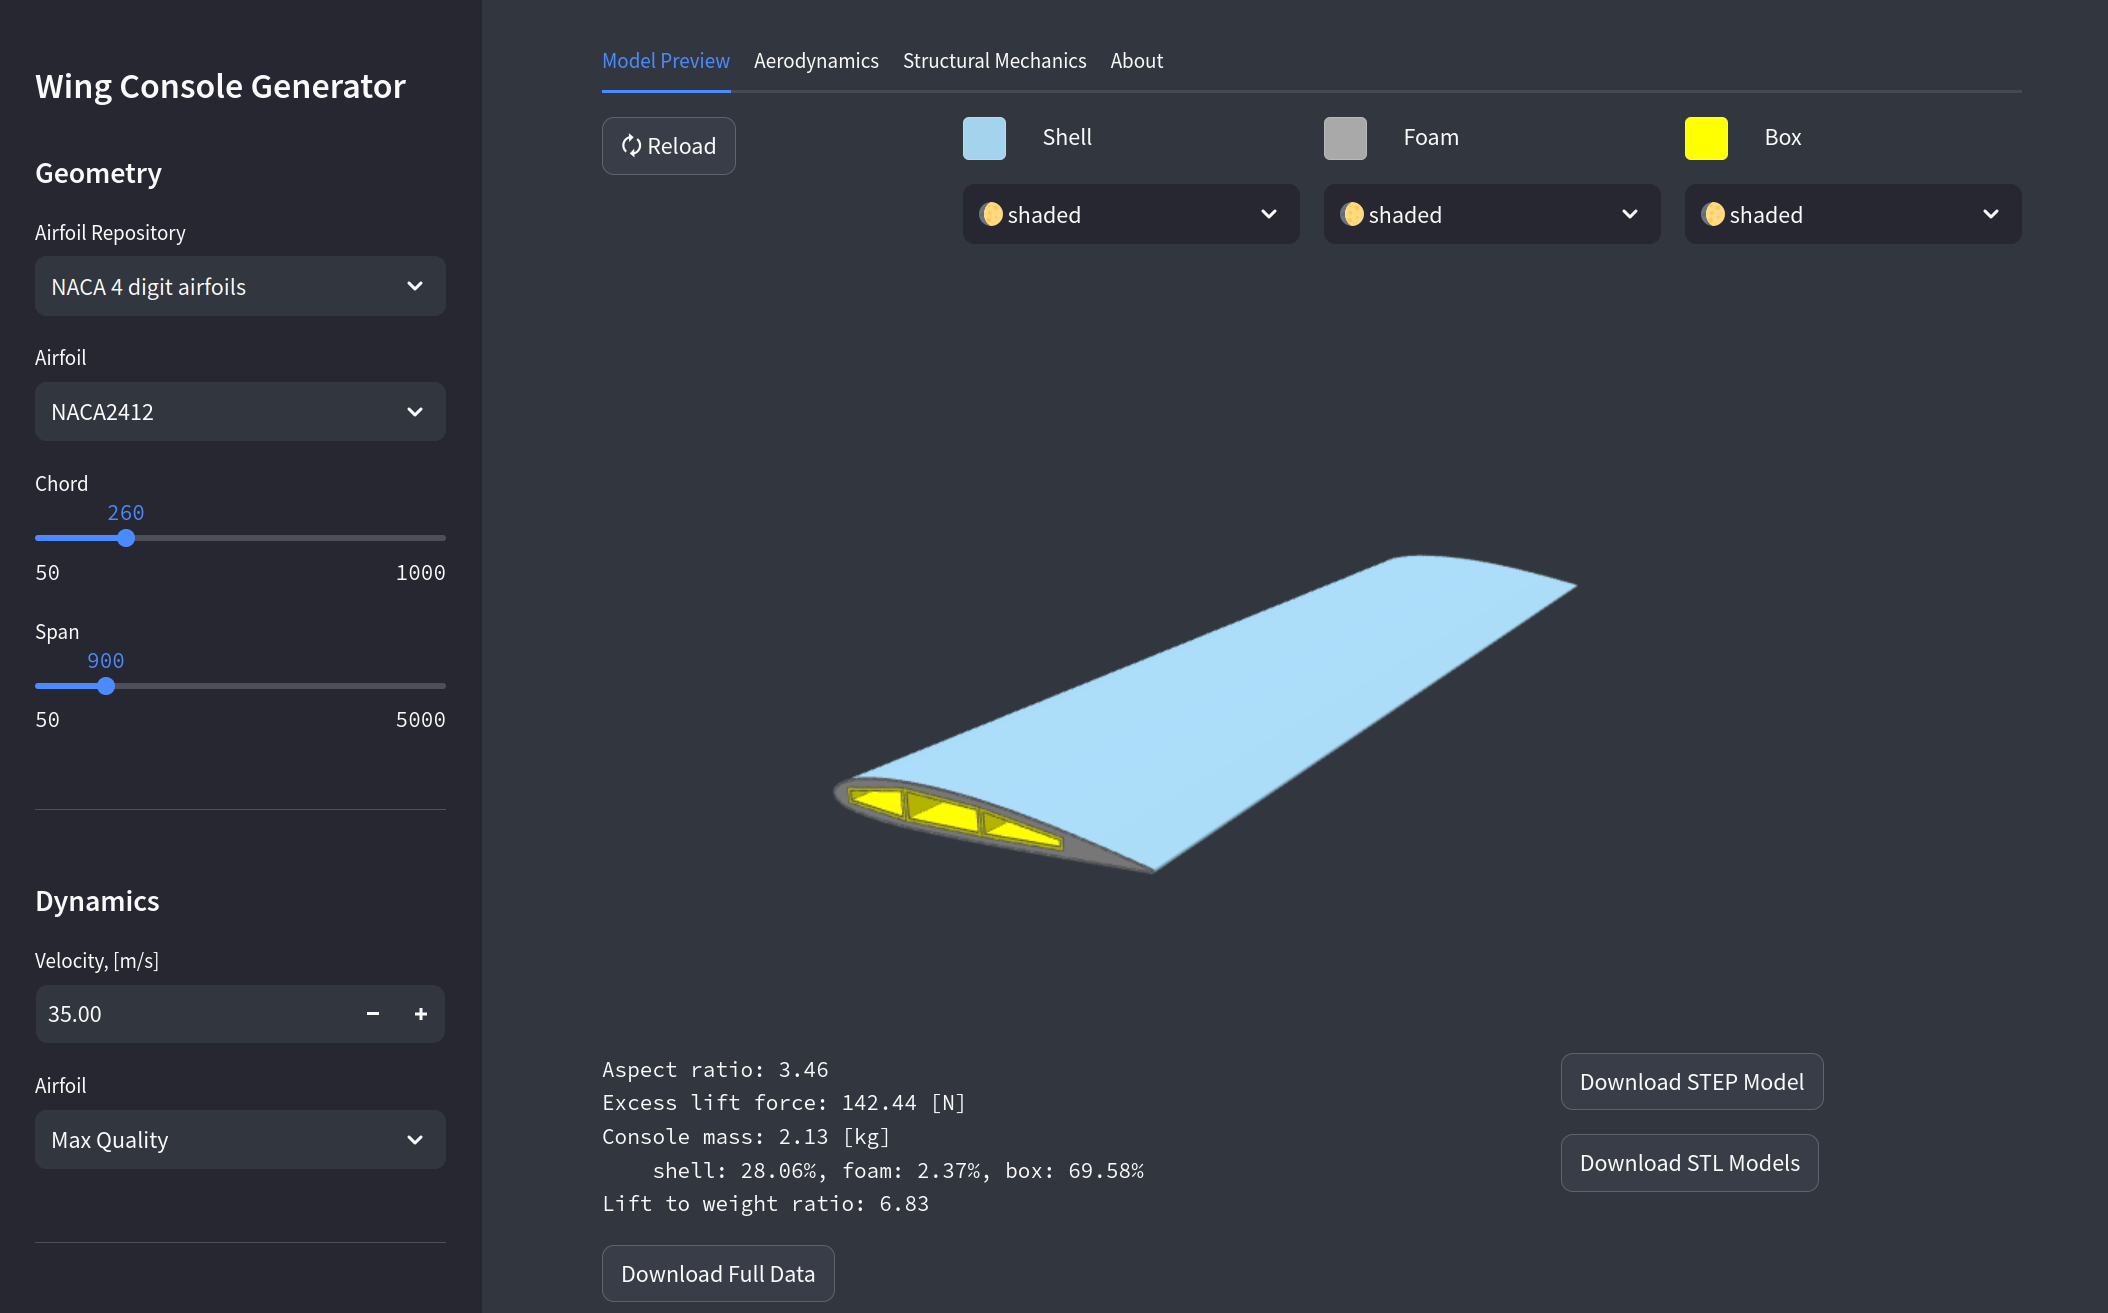 Wing Console Generator
Geometry
Airfoil Repository
NACA 4 digit airfoils
Airfoil
NACA2412
Chord
260
50 1000
Span
900
50 5000
Dynamics
Velocity, [m/s]
35.00
Airfoil
Max Quality
Model Preview Aerodynamics Structural Mechanics About
Reload
Shell Foam Box
shaded shaded shaded
Aspect ratio: 3.46
Excess lift force: 142.44 [N]
Console mass: 2.13 [kg]
shell: 28.06%, foam: 2.37%, box: 69.58%
Lift to weight ratio: 6.83
Download Full Data
Download STEP Model
Download STL Models